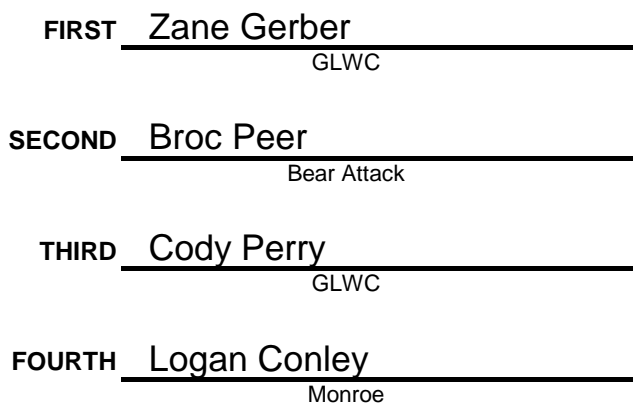 FIRST Zane Gerber
GLWC
SECOND Broc Peer
Bear Attack
THIRD Cody Perry
GLWC
FOURTH Logan Conley
Monroe